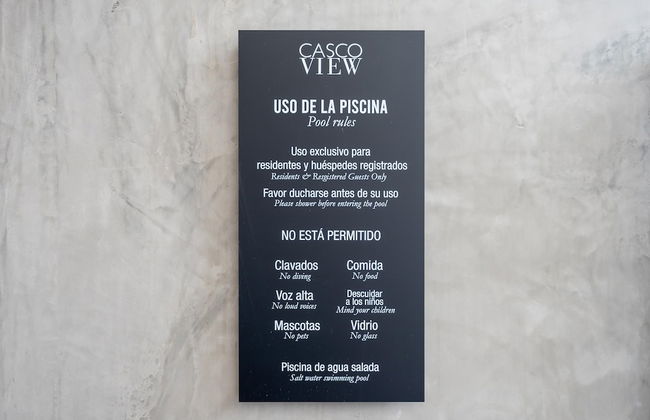 CASCO
VIEW
USO DE LA PISCINA
Pool rules
Uso exclusivo para
residentes y huéspedes registrados
Residents & Resgistered Guests Only
Favor ducharse antes de su uso
Please shower before entering the pool
NO ESTÁ PERMITIDO
Clavados
No diving
Comida
No food
Voz alta
No loud voices
Descuidar
a los niños
Mind your children
Mascotas
No pets
Vidrio
No glass
Piscina de agua salada
Salt water swimming pool